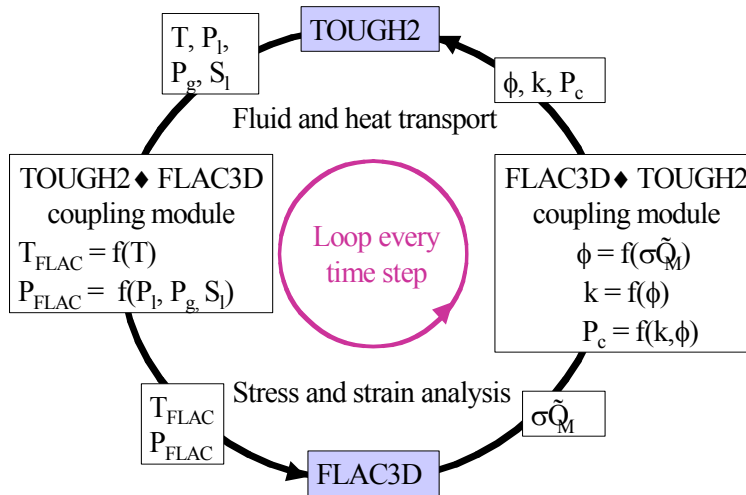 TOUGH2
T, P_l,
P_g, S_l
ϕ, k, P_c
Fluid and heat transport
TOUGH2 ♦ FLAC3D
coupling module
T_FLAC = f(T)
P_FLAC = f(P_l, P_g, S_l)
Loop every
time step
FLAC3D ♦ TOUGH2
coupling module
ϕ = f(σQ̃_M)
k = f(ϕ)
P_c = f(k,ϕ)
Stress and strain analysis
T_FLAC
P_FLAC
σQ̃_M
FLAC3D